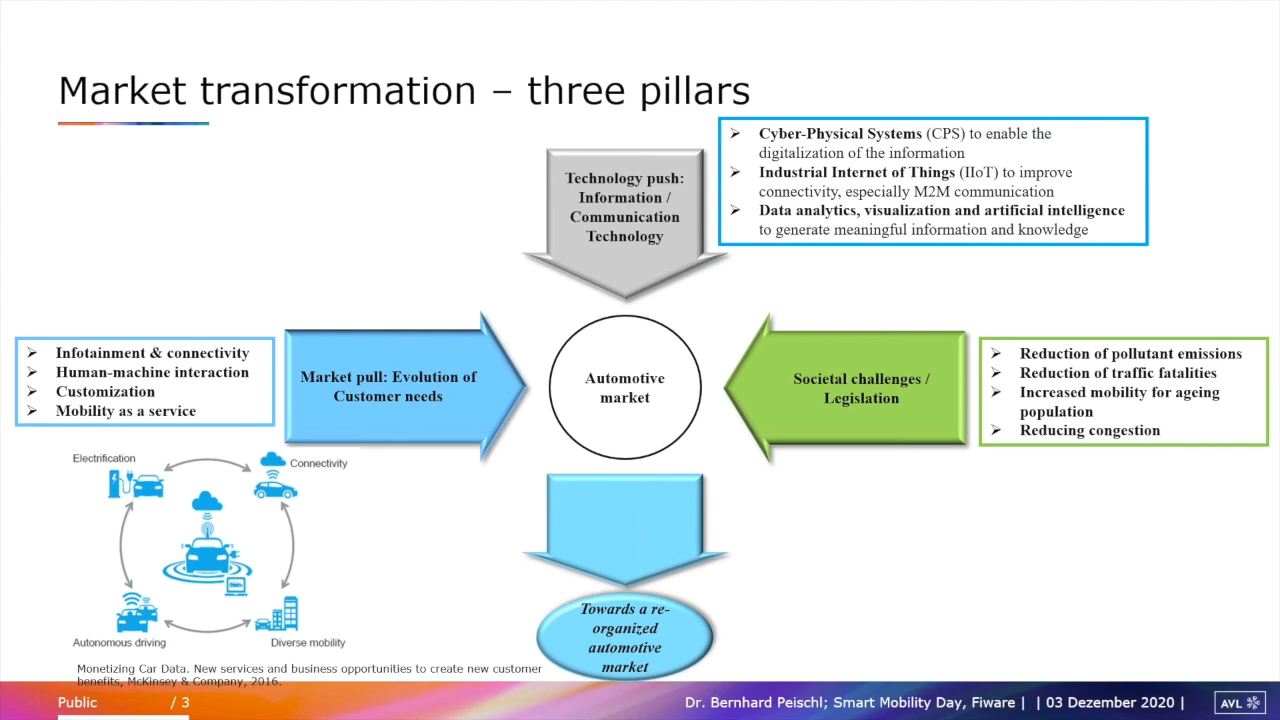 Market transformation – three pillars
➢ Cyber-Physical Systems (CPS) to enable the
digitalization of the information
➢ Industrial Internet of Things (IIoT) to improve
connectivity, especially M2M communication
➢ Data analytics, visualization and artificial intelligence
to generate meaningful information and knowledge
Technology push:
Information /
Communication
Technology
➢ Infotainment & connectivity
➢ Human-machine interaction
➢ Customization
➢ Mobility as a service
Market pull: Evolution of
Customer needs
Automotive
market
Societal challenges /
Legislation
➢ Reduction of pollutant emissions
➢ Reduction of traffic fatalities
➢ Increased mobility for ageing
population
➢ Reducing congestion
Electrification
Connectivity
Autonomous driving
Diverse mobility
Towards a re-
organized
automotive
market
Monetizing Car Data. New services and business opportunities to create new customer
benefits, McKinsey & Company, 2016.
Public / 3 Dr. Bernhard Peischl; Smart Mobility Day, Fiware | | 03 Dezember 2020 | AVL